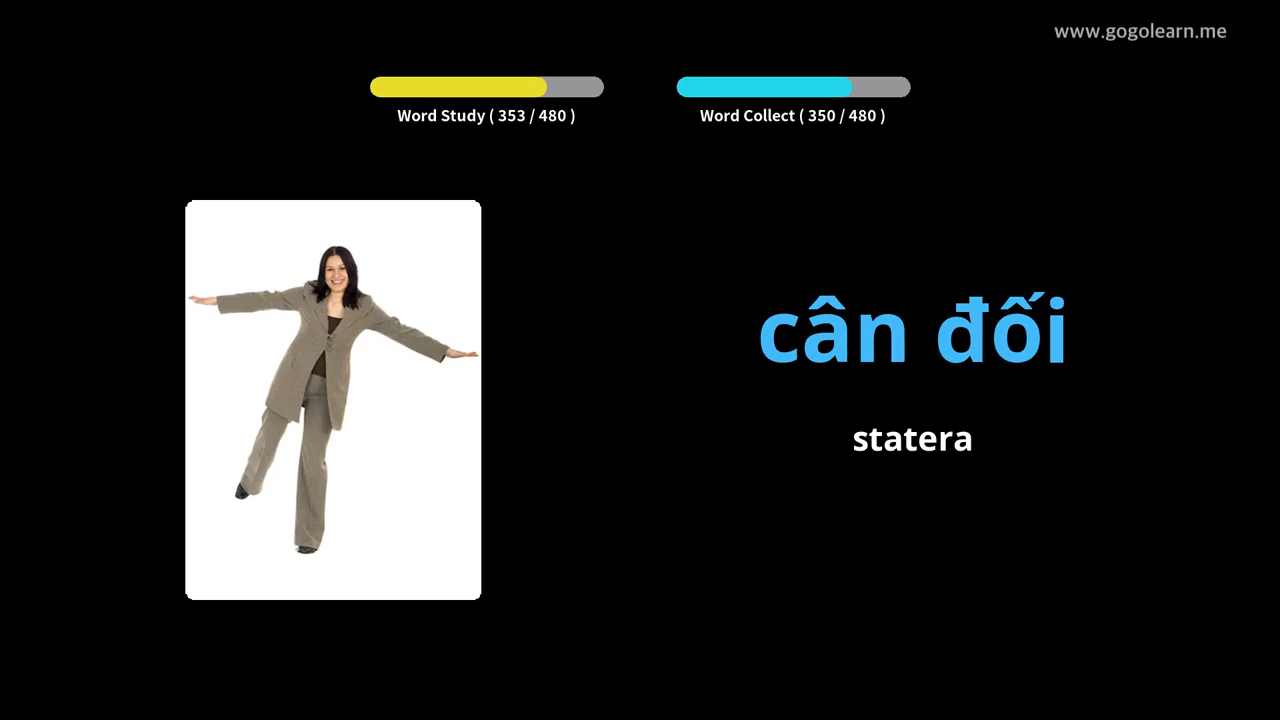 www.gogolearn.me
Word Study ( 353 / 480 )
Word Collect ( 350 / 480 )
cân đối
statera